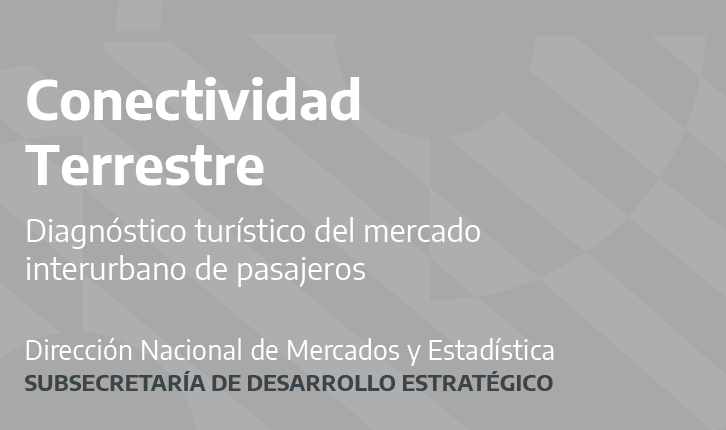 Conectividad
Terrestre
Diagnóstico turístico del mercado
interurbano de pasajeros
Dirección Nacional de Mercados y Estadística
SUBSECRETARÍA DE DESARROLLO ESTRATÉGICO